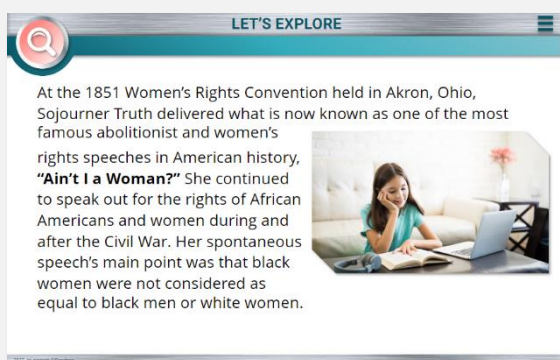 LET'S EXPLORE
At the 1851 Women's Rights Convention held in Akron, Ohio,
Sojourner Truth delivered what is now known as one of the most
famous abolitionist and women's
rights speeches in American history,
“Ain't I a Woman?” She continued
to speak out for the rights of African
Americans and women during and
after the Civil War. Her spontaneous
speech's main point was that black
women were not considered as
equal to black men or white women.